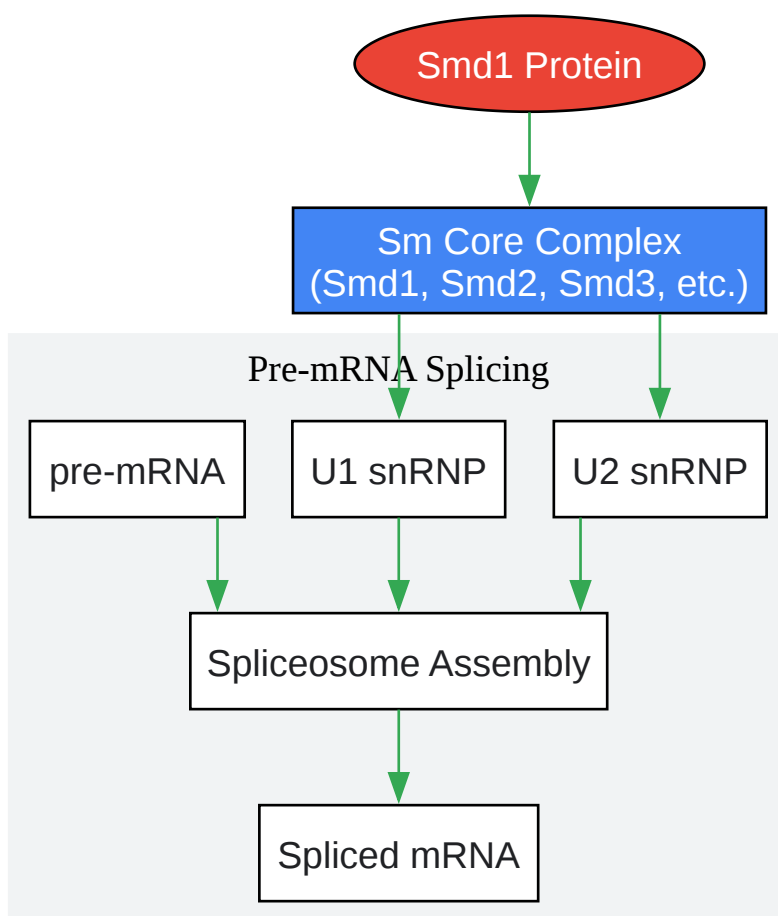 Smd1 Protein
Sm Core Complex
(Smd1, Smd2, Smd3, etc.)
Pre-mRNA Splicing
pre-mRNA
U1 snRNP
U2 snRNP
Spliceosome Assembly
Spliced mRNA